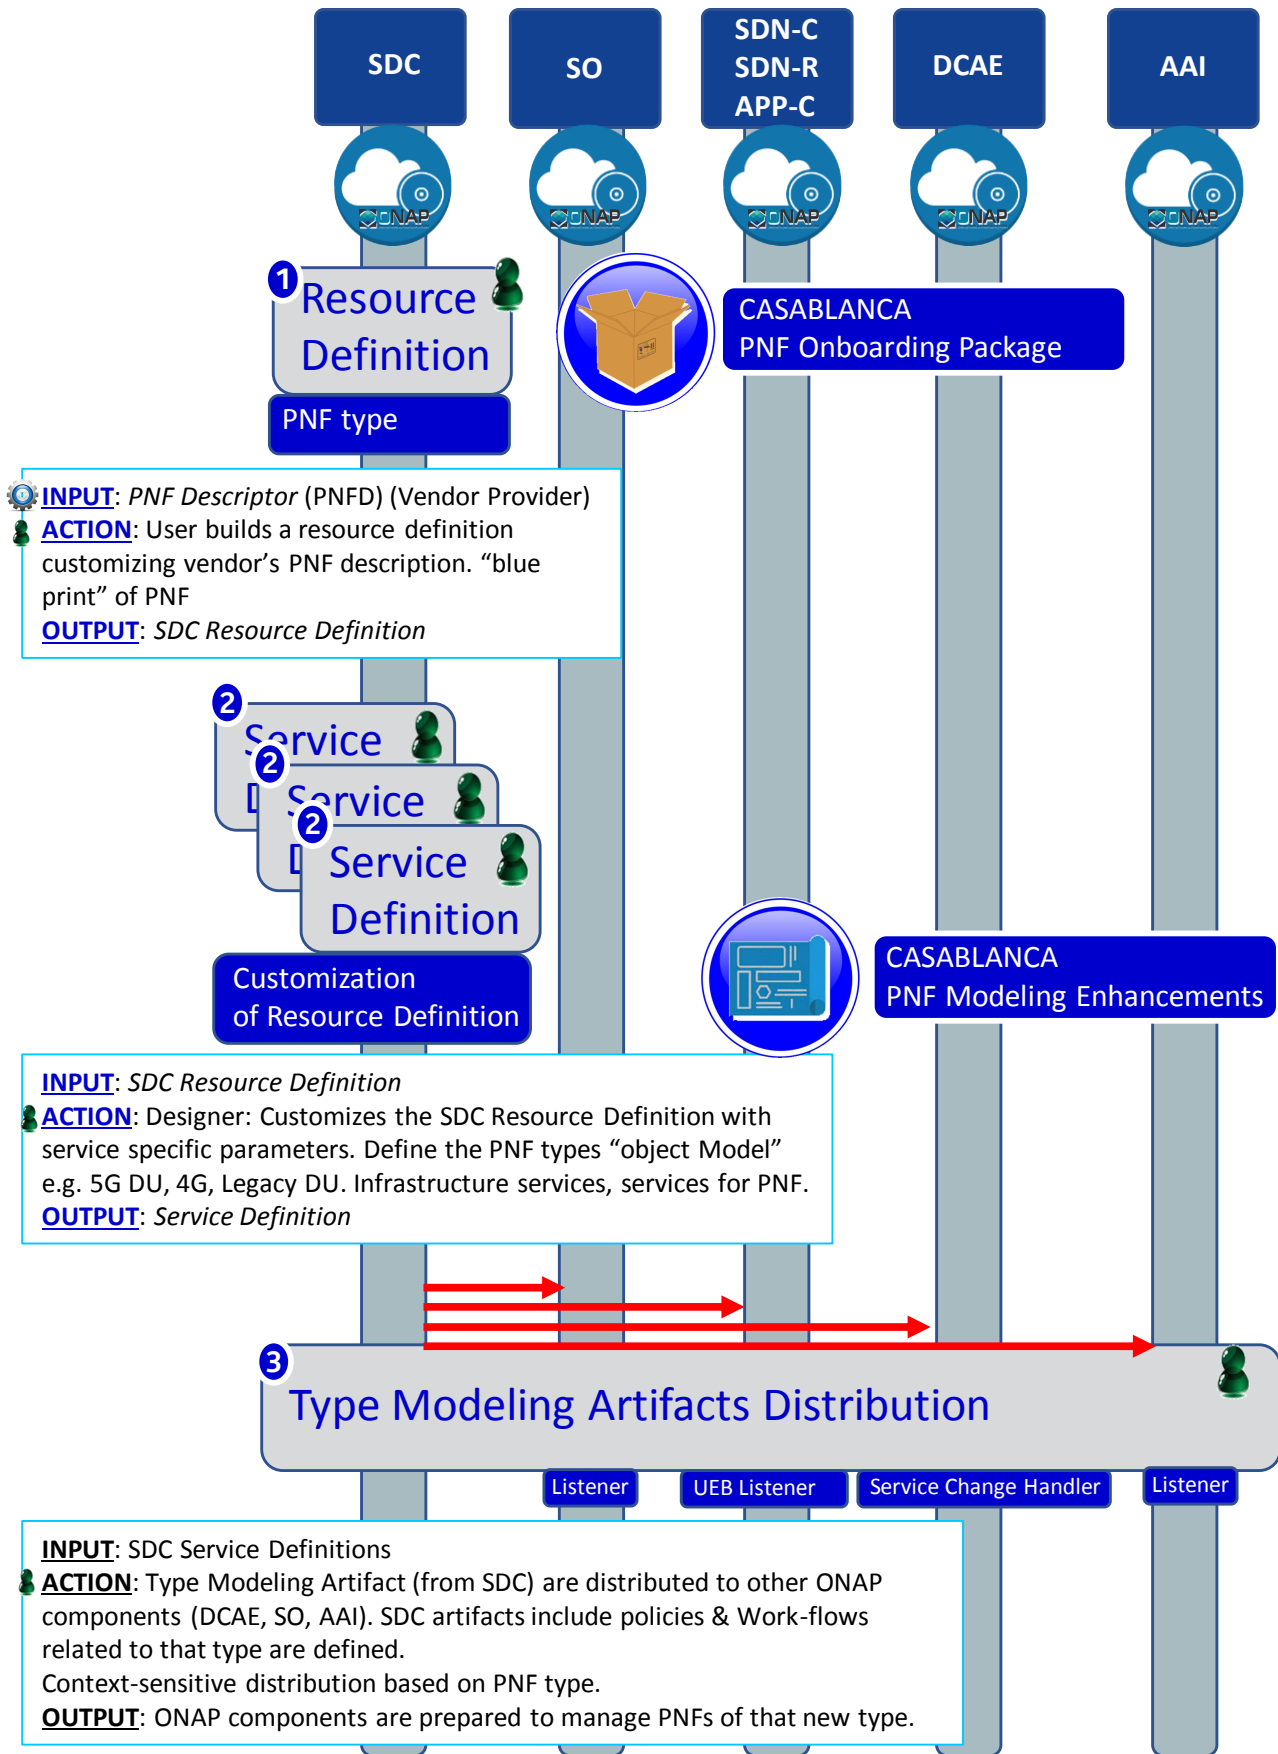 SDC
SO
SDN-C
SDN-R
APP-C
DCAE
AAI
ONAP
ONAP
ONAP
ONAP
ONAP
1
Resource
Definition
CASABLANCA
PNF Onboarding Package
PNF type
INPUT: PNF Descriptor (PNFD) (Vendor Provider)
ACTION: User builds a resource definition
customizing vendor’s PNF description. “blue
print” of PNF
OUTPUT: SDC Resource Definition
2
Service
D
2
Service
D
2
Service
Definition
Customization
of Resource Definition
CASABLANCA
PNF Modeling Enhancements
INPUT: SDC Resource Definition
ACTION: Designer: Customizes the SDC Resource Definition with
service specific parameters. Define the PNF types “object Model”
e.g. 5G DU, 4G, Legacy DU. Infrastructure services, services for PNF.
OUTPUT: Service Definition
3
Type Modeling Artifacts Distribution
Listener
UEB Listener
Service Change Handler
Listener
INPUT: SDC Service Definitions
ACTION: Type Modeling Artifact (from SDC) are distributed to other ONAP
components (DCAE, SO, AAI). SDC artifacts include policies & Work-flows
related to that type are defined.
Context-sensitive distribution based on PNF type.
OUTPUT: ONAP components are prepared to manage PNFs of that new type.